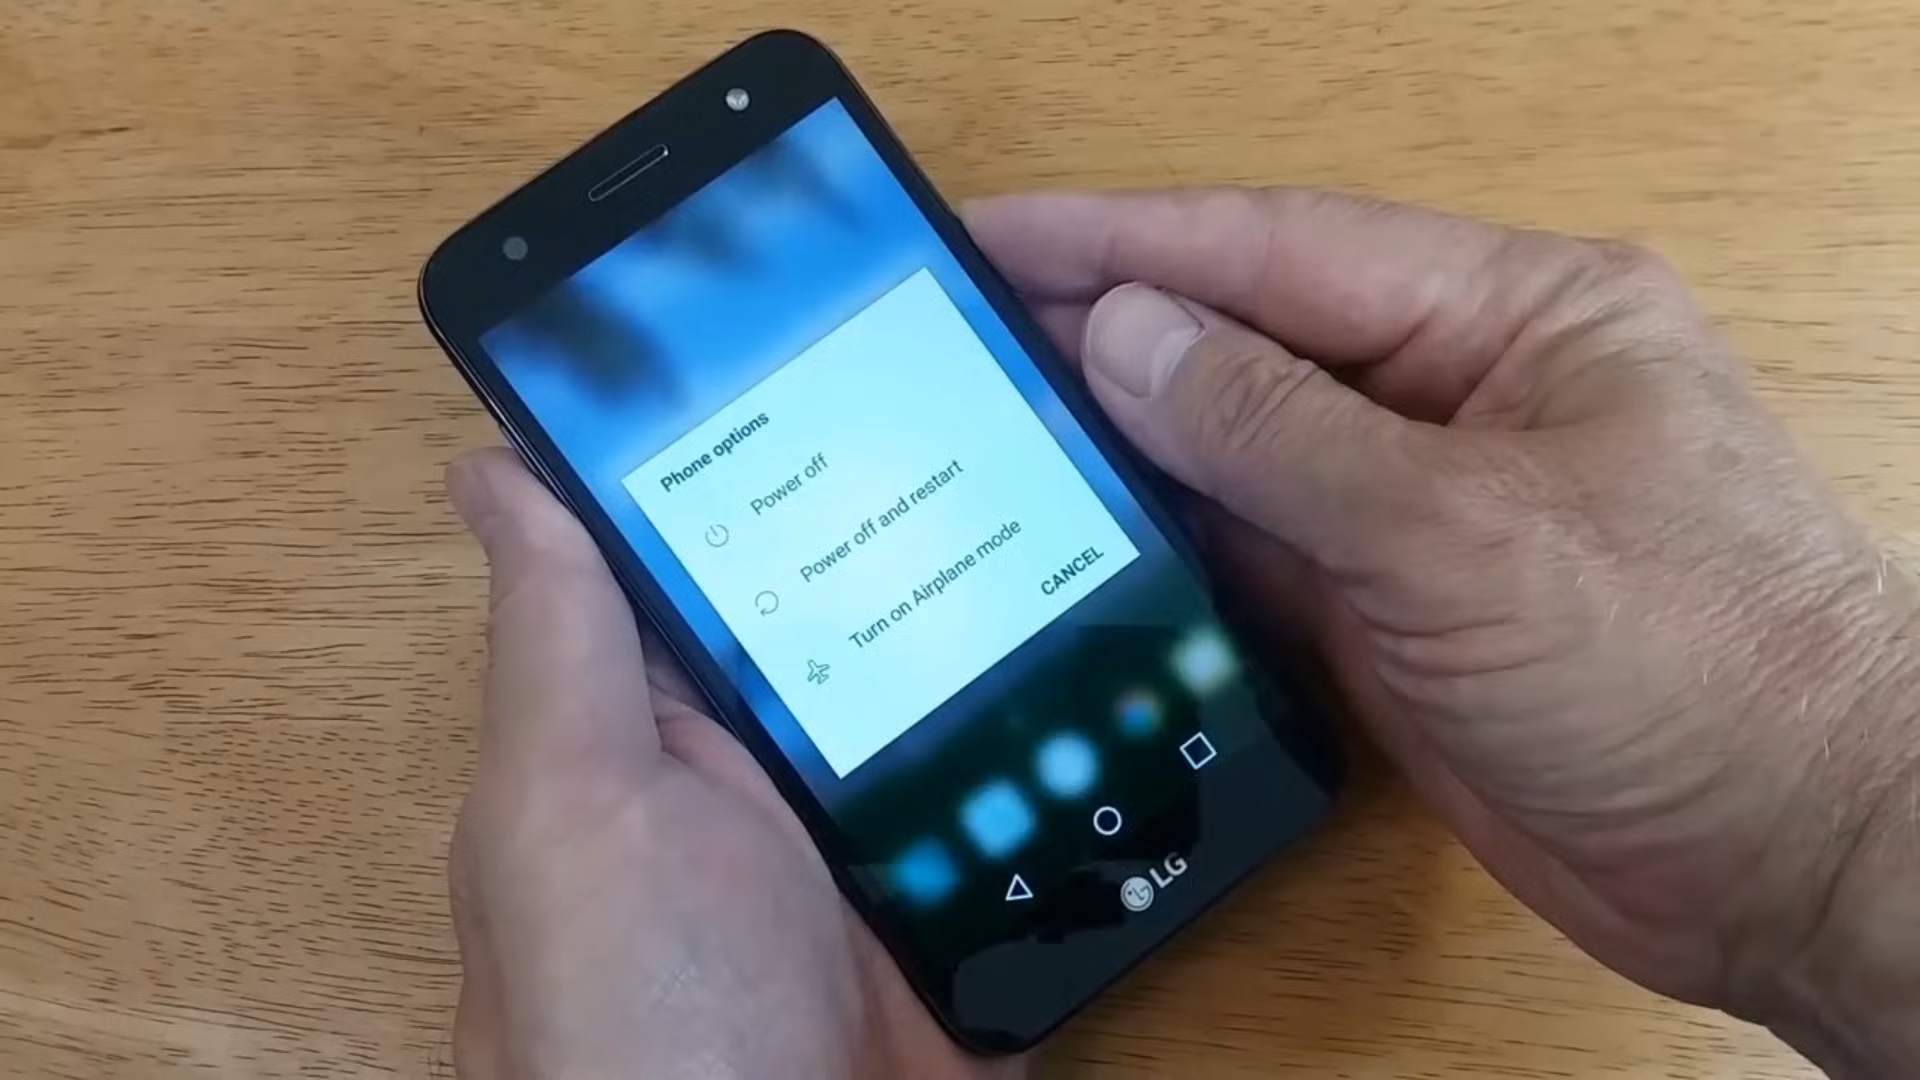 Phone options
Power off
Power off and restart
Turn on Airplane mode
CANCEL
LG